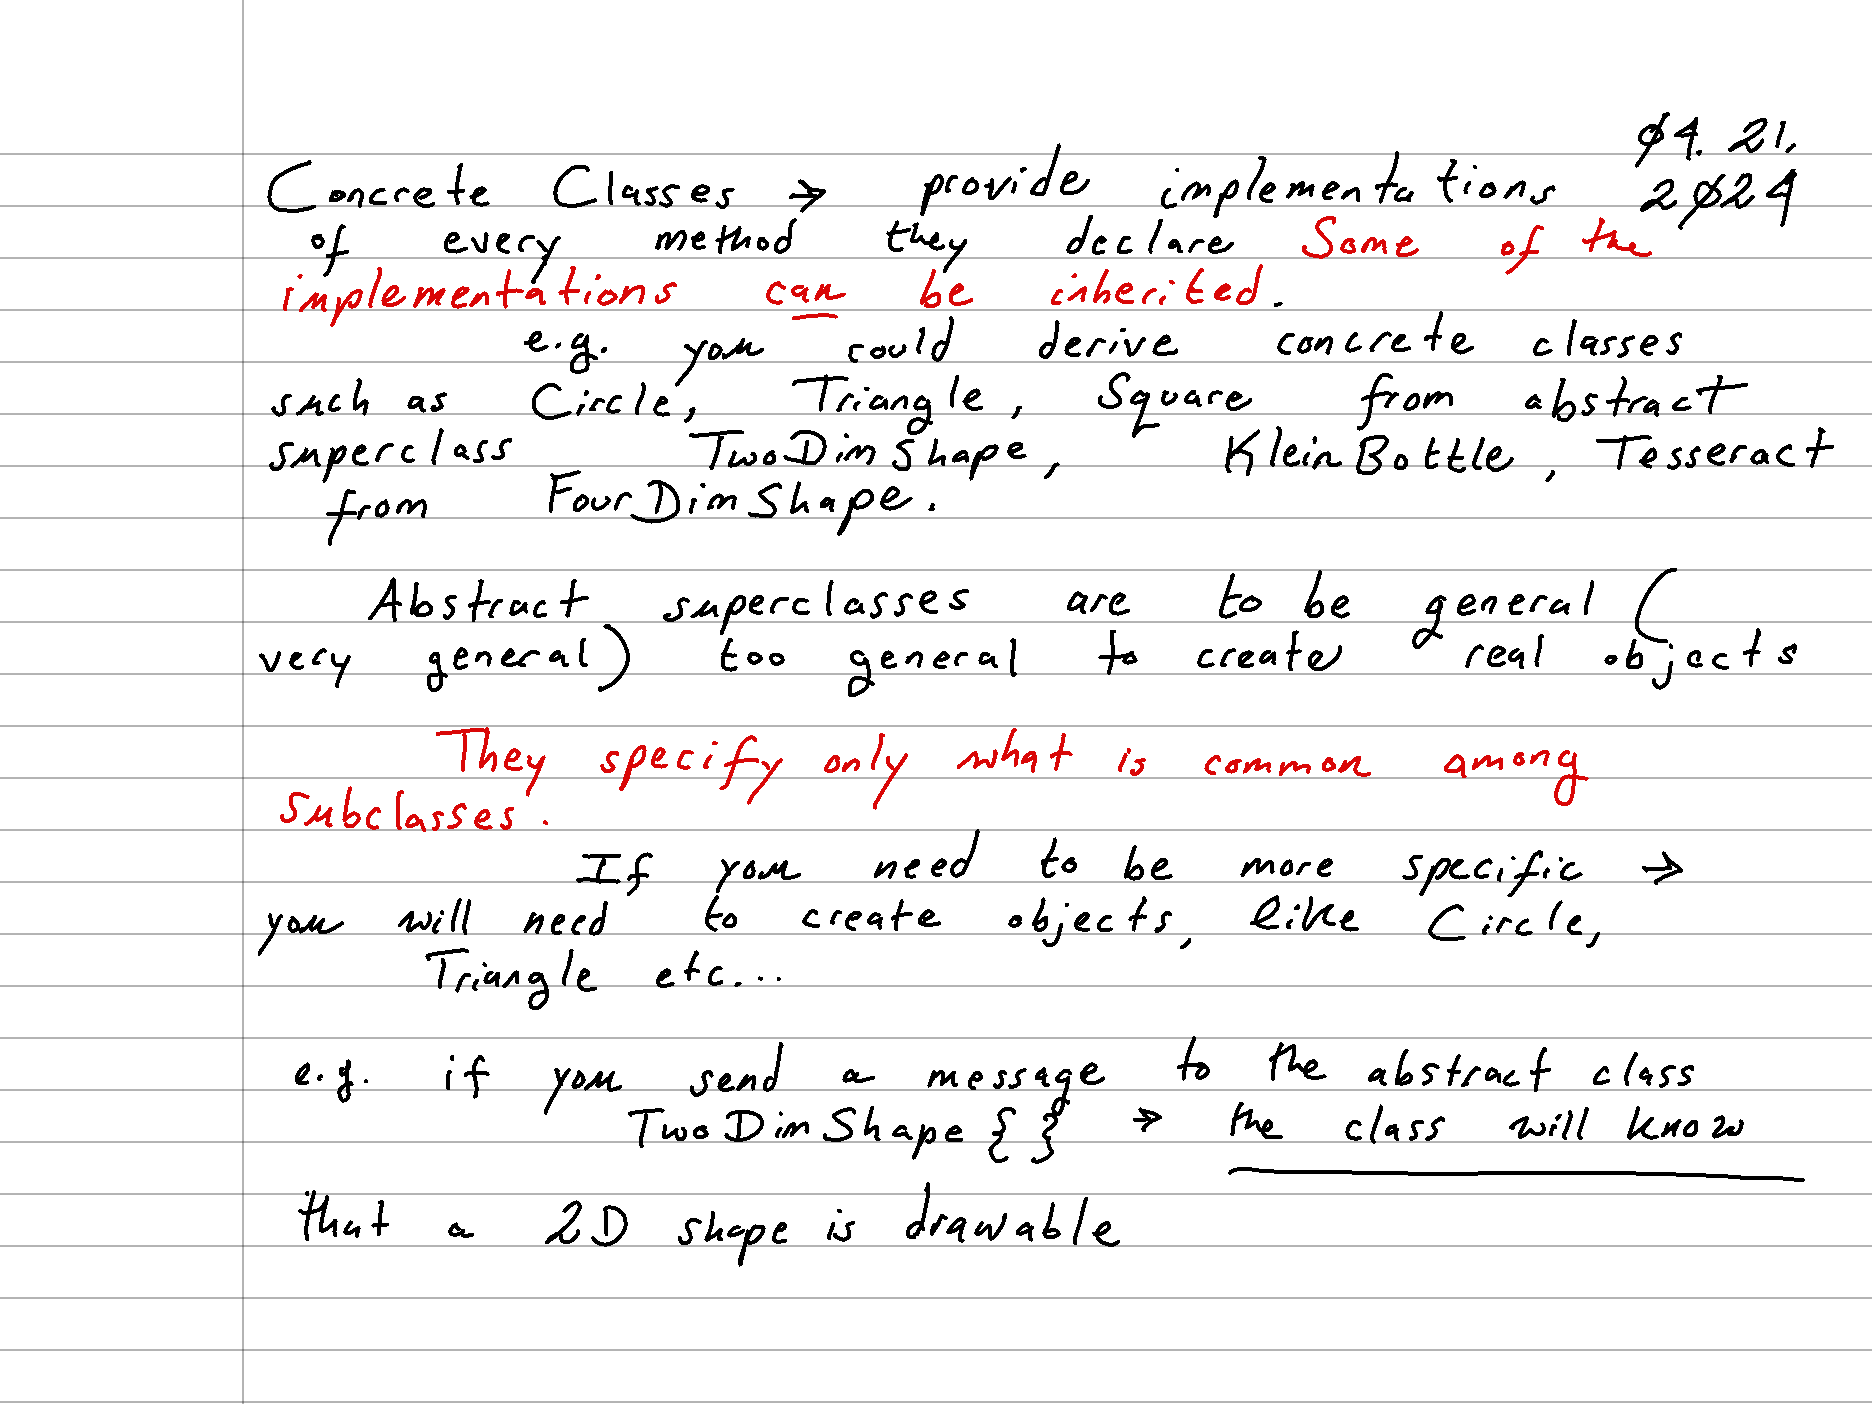 Ø4. 21.
2Ø24
Concrete Classes → provide implementations
of every method they declare Some of the
implementations can be inherited.
e.g. you could derive concrete classes
such as Circle, Triangle, Square from abstract
superclass TwoDimShape, KleinBottle, Tesseract
from FourDimShape.
Abstract superclasses are to be general (
very general) too general to create real objects
They specify only what is common among
subclasses.
If you need to be more specific →
you will need to create objects, like Circle,
Triangle etc...
e.g. if you send a message to the abstract class
TwoDimShape { } → the class will know
that a 2D shape is drawable